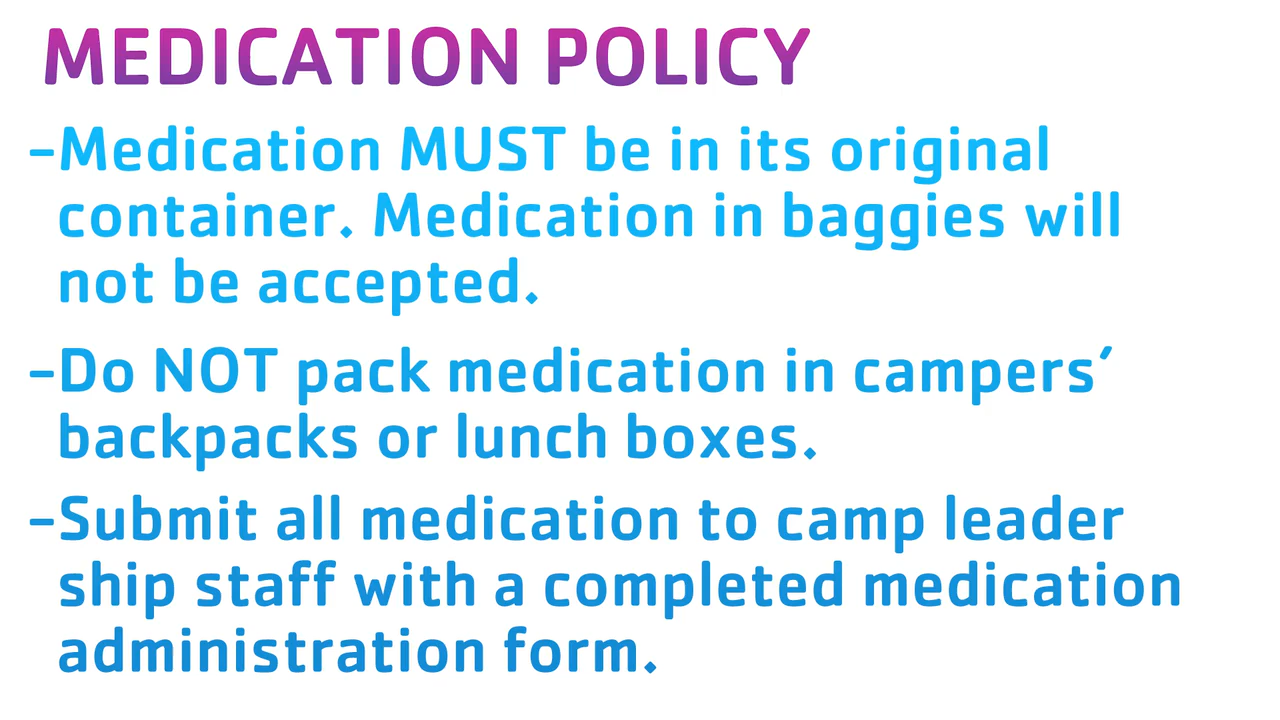 MEDICATION POLICY
-Medication MUST be in its original
container. Medication in baggies will
not be accepted.
-Do NOT pack medication in campers’
backpacks or lunch boxes.
-Submit all medication to camp leader
ship staff with a completed medication
administration form.